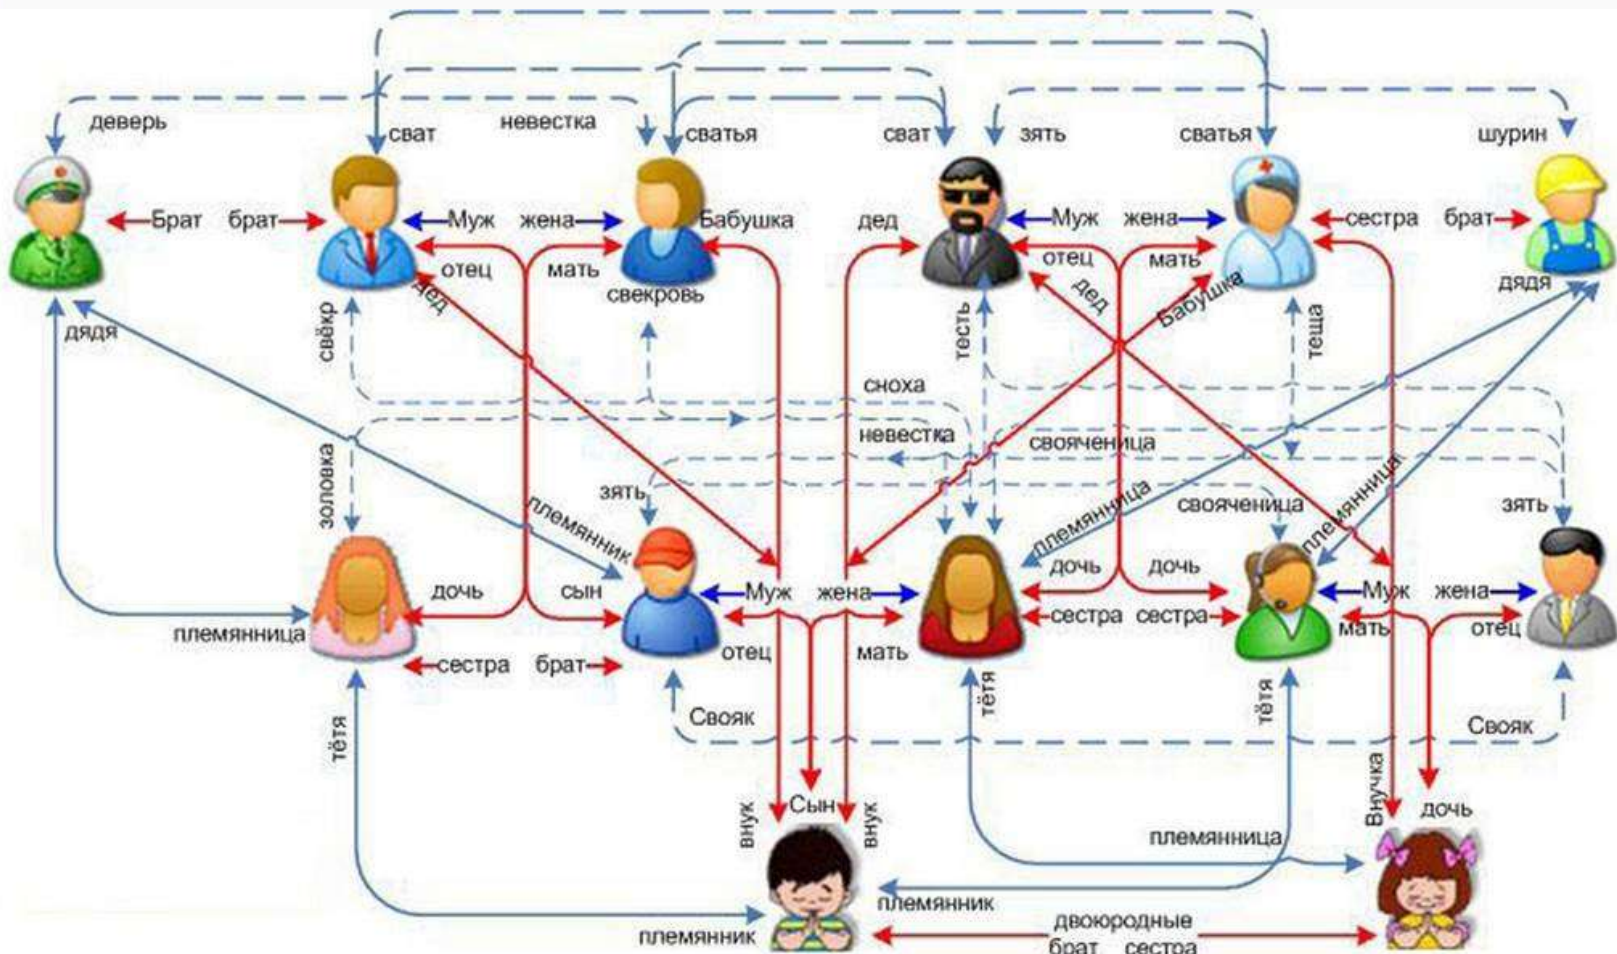 деверь
невестка
сват
сватья
сват
зять
сватья
шурин
Брат брат
Муж жена
Бабушка
дед
Муж жена
сестра брат
отец
мать
отец
мать
дед
свекровь
дед
Бабушка
дядя
дядя
свёкр
тесть
теща
сноха
невестка
свояченица
золовка
зять
племянник
племянница
свояченица
племянница
зять
дочь
сын
Муж жена
дочь
дочь
Муж жена
сестра сестра
племянница
мать
отец
сестра брат
отец
мать
тётя
Свояк
тётя
тётя
Свояк
внук
Сын
внук
Внучка
дочь
племянница
племянник
племянник
двоюродные
брат сестра